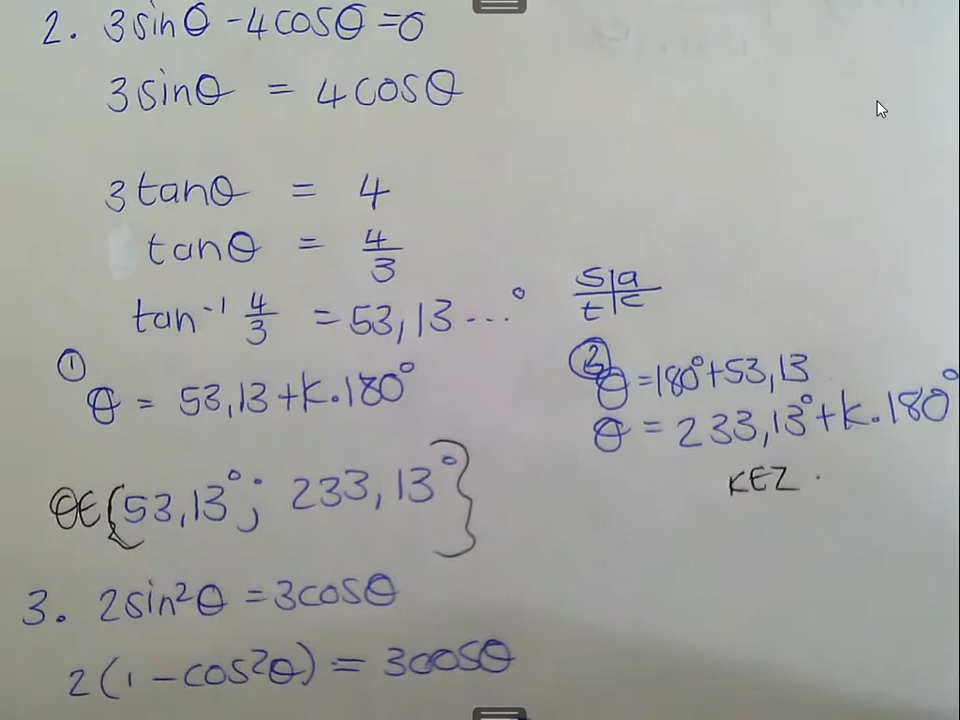 2. 3sinθ - 4cosθ = 0
3sinθ = 4cosθ
3tanθ = 4
tanθ = 4/3
tan⁻¹ 4/3 = 53,13...°
s|a
t|c
① θ = 53,13 + k.180°
② θ = 180° + 53,13
θ = 233,13° + k.180°
k∈Z.
θ∈{53,13°; 233,13°}
3. 2sin²θ = 3cosθ
2(1 - cos²θ) = 3cosθ